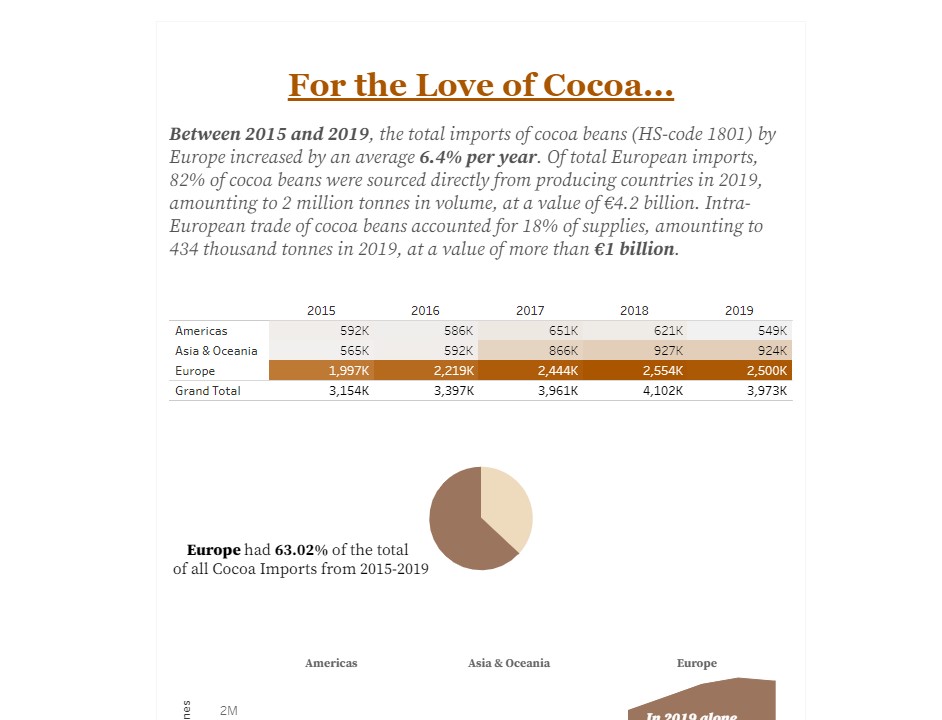 For the Love of Cocoa...
Between 2015 and 2019, the total imports of cocoa beans (HS-code 1801) by
Europe increased by an average 6.4% per year. Of total European imports,
82% of cocoa beans were sourced directly from producing countries in 2019,
amounting to 2 million tonnes in volume, at a value of €4.2 billion. Intra-
European trade of cocoa beans accounted for 18% of supplies, amounting to
434 thousand tonnes in 2019, at a value of more than €1 billion.
2015 2016 2017 2018 2019
Americas 592K 586K 651K 621K 549K
Asia & Oceania 565K 592K 866K 927K 924K
Europe 1,997K 2,219K 2,444K 2,554K 2,500K
Grand Total 3,154K 3,397K 3,961K 4,102K 3,973K
Europe had 63.02% of the total
of all Cocoa Imports from 2015-2019
Americas Asia & Oceania Europe
2M
In 2019 alone